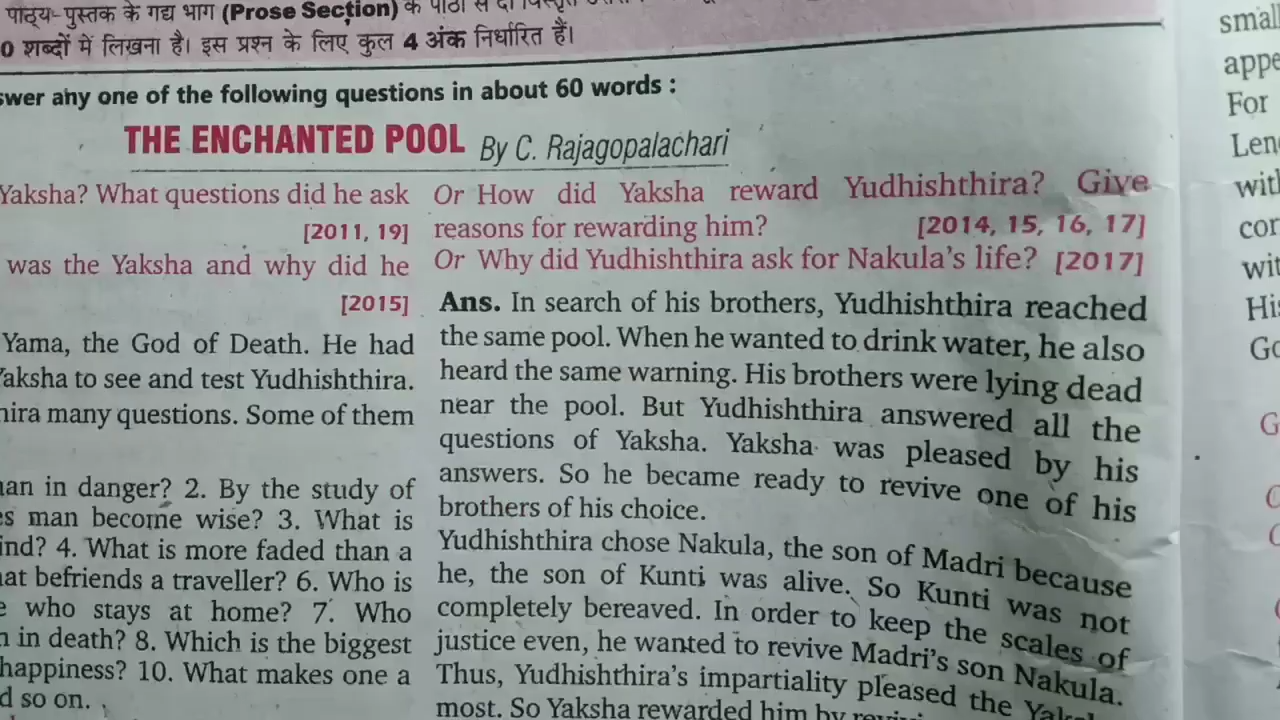 पाठ्य-पुस्तक के गद्य भाग (Prose Section) के पाठों से दो
0 शब्दों में लिखना है। इस प्रश्न के लिए कुल 4 अंक निर्धारित हैं।
swer any one of the following questions in about 60 words :
THE ENCHANTED POOL By C. Rajagopalachari
Yaksha? What questions did he ask
[2011, 19]
was the Yaksha and why did he
[2015]
Yama, the God of Death. He had
Yaksha to see and test Yudhishthira.
hira many questions. Some of them
man in danger? 2. By the study of
es man become wise? 3. What is
ind? 4. What is more faded than a
hat befriends a traveller? 6. Who is
e who stays at home? 7. Who
n in death? 8. Which is the biggest
happiness? 10. What makes one a
d so on.
Or How did Yaksha reward Yudhishthira? Give
reasons for rewarding him? [2014, 15, 16, 17]
Or Why did Yudhishthira ask for Nakula's life? [2017]
Ans. In search of his brothers, Yudhishthira reached
the same pool. When he wanted to drink water, he also
heard the same warning. His brothers were lying dead
near the pool. But Yudhishthira answered all the
questions of Yaksha. Yaksha was pleased by his
answers. So he became ready to revive one of his
brothers of his choice.
Yudhishthira chose Nakula, the son of Madri because
he, the son of Kunti was alive. So Kunti was not
completely bereaved. In order to keep the scales of
justice even, he wanted to revive Madri's son Nakula.
Thus, Yudhishthira's impartiality pleased the
most. So Yaksha rewarded him by
small
appe
For
Len
with
con
wit
His
Go